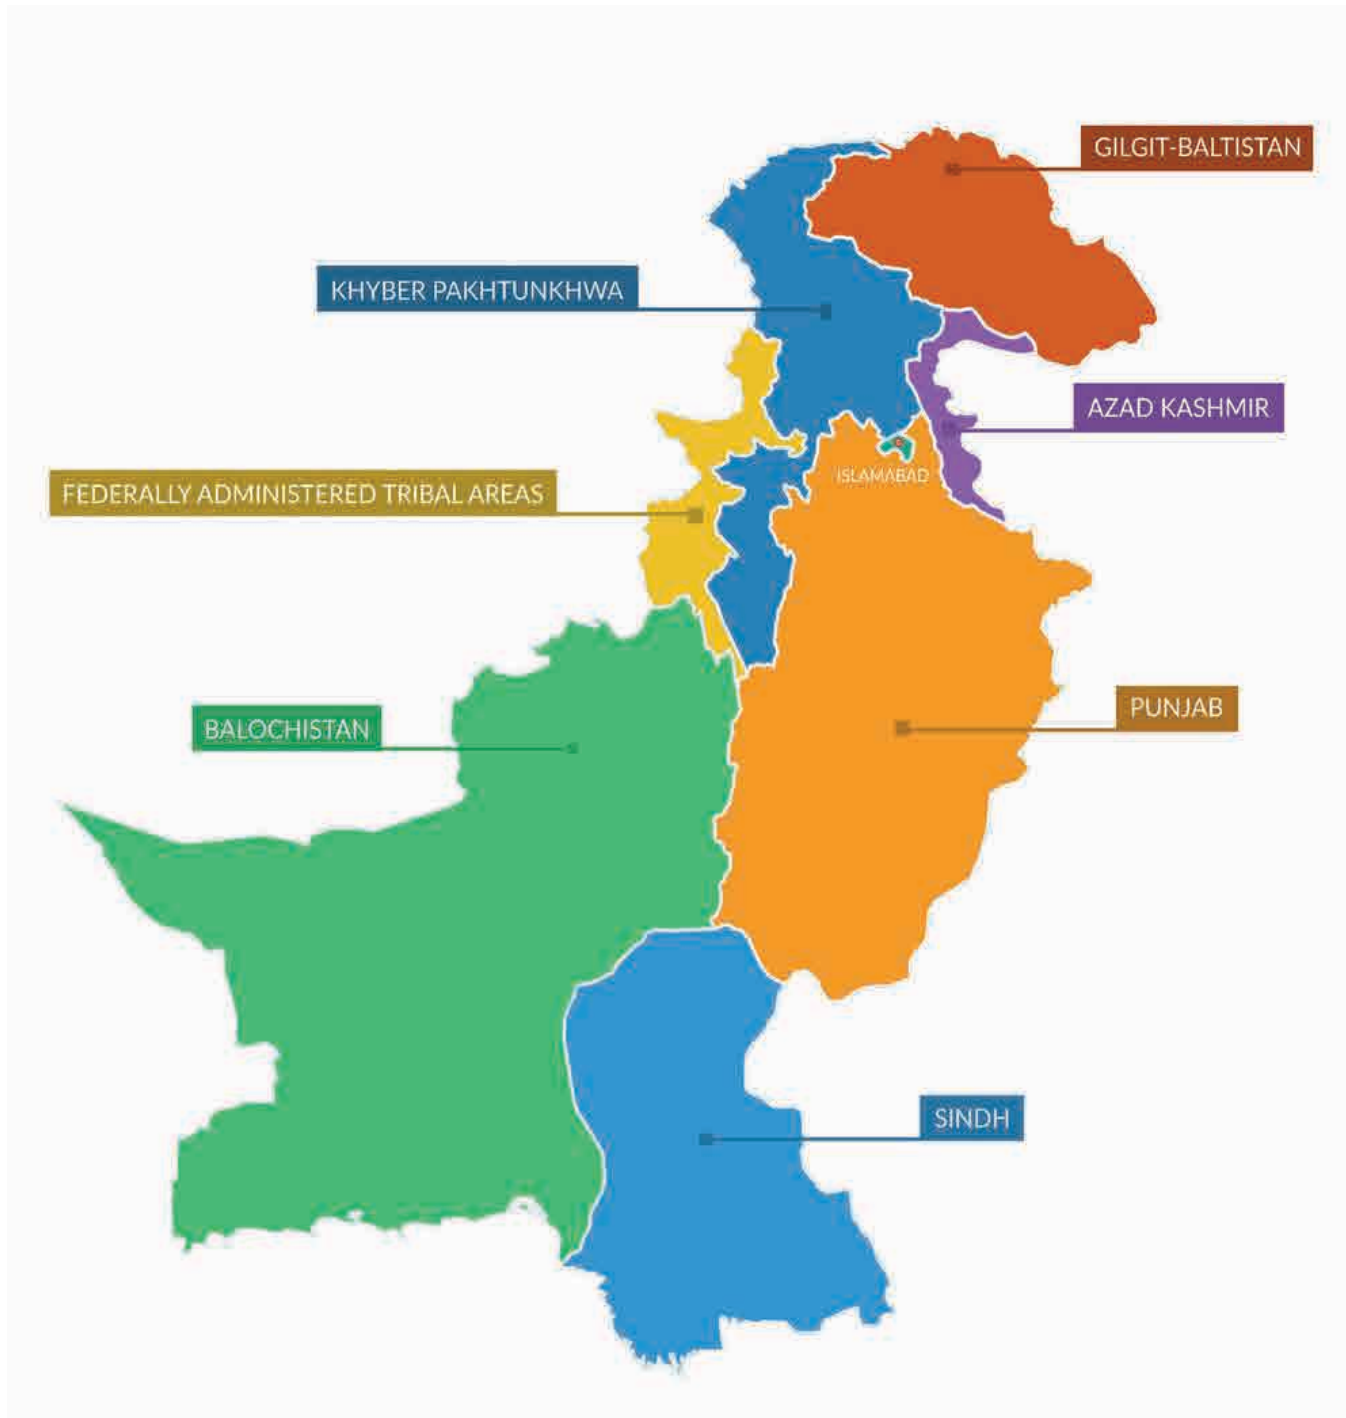 GILGIT-BALTISTAN
KHYBER PAKHTUNKHWA
AZAD KASHMIR
ISLAMABAD
FEDERALLY ADMINISTERED TRIBAL AREAS
PUNJAB
BALOCHISTAN
SINDH